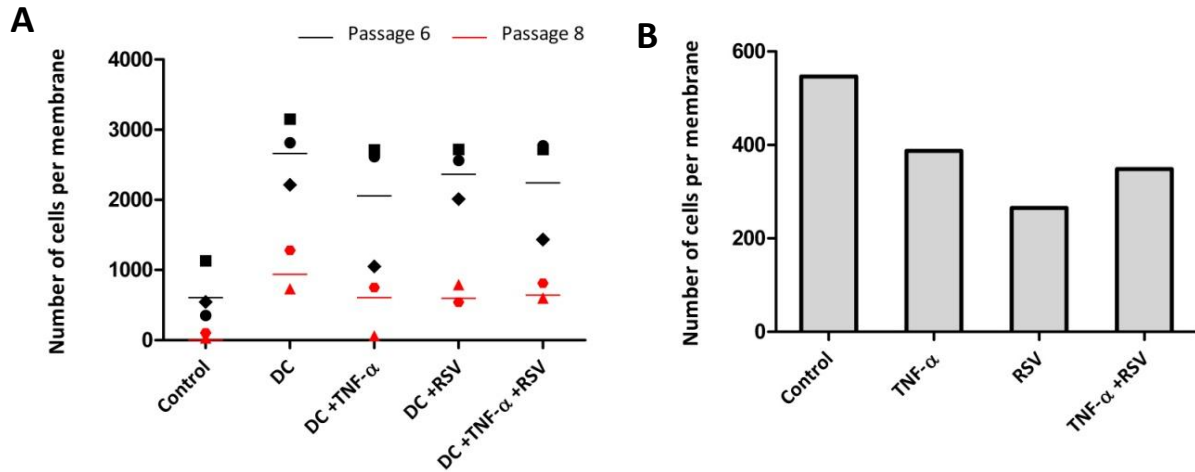 A
Passage 6 Passage 8
Number of cells per membrane
4000
3000
2000
1000
0
Control
DC
DC +TNF-α
DC +RSV
DC +TNF-α +RSV
B
Number of cells per membrane
600
400
200
0
Control
TNF-α
RSV
TNF-α +RSV